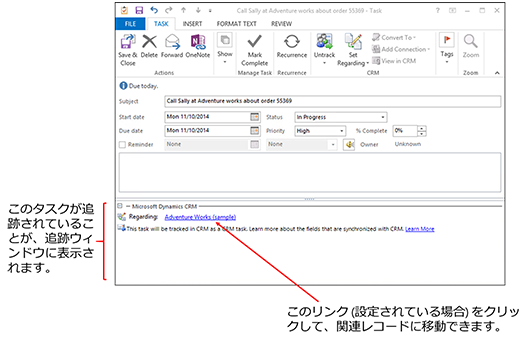 Call Sally at Adventure works about order 55369 - Task
FILE TASK INSERT FORMAT TEXT REVIEW
Save & Close Delete Forward OneNote Show Mark Complete Recurrence Untrack Set Regarding Convert To Add Connection View in CRM Tags Zoom
Actions Manage Task Recurrence CRM Zoom
Due today.
Subject Call Sally at Adventure works about order 55369
Start date Mon 11/10/2014 Status In Progress
Due date Mon 11/10/2014 Priority High % Complete 0%
Reminder None None Owner Unknown
Microsoft Dynamics CRM
Regarding: Adventure Works (sample)
This task will be tracked in CRM as a CRM task. Learn more about the fields that are synchronized with CRM. Learn More
このタスクが追
跡されているこ
とが、追跡ウィ
ンドウに表示さ
れます。
このリンク (設定されている場合) をクリッ
クして、関連レコードに移動できます。